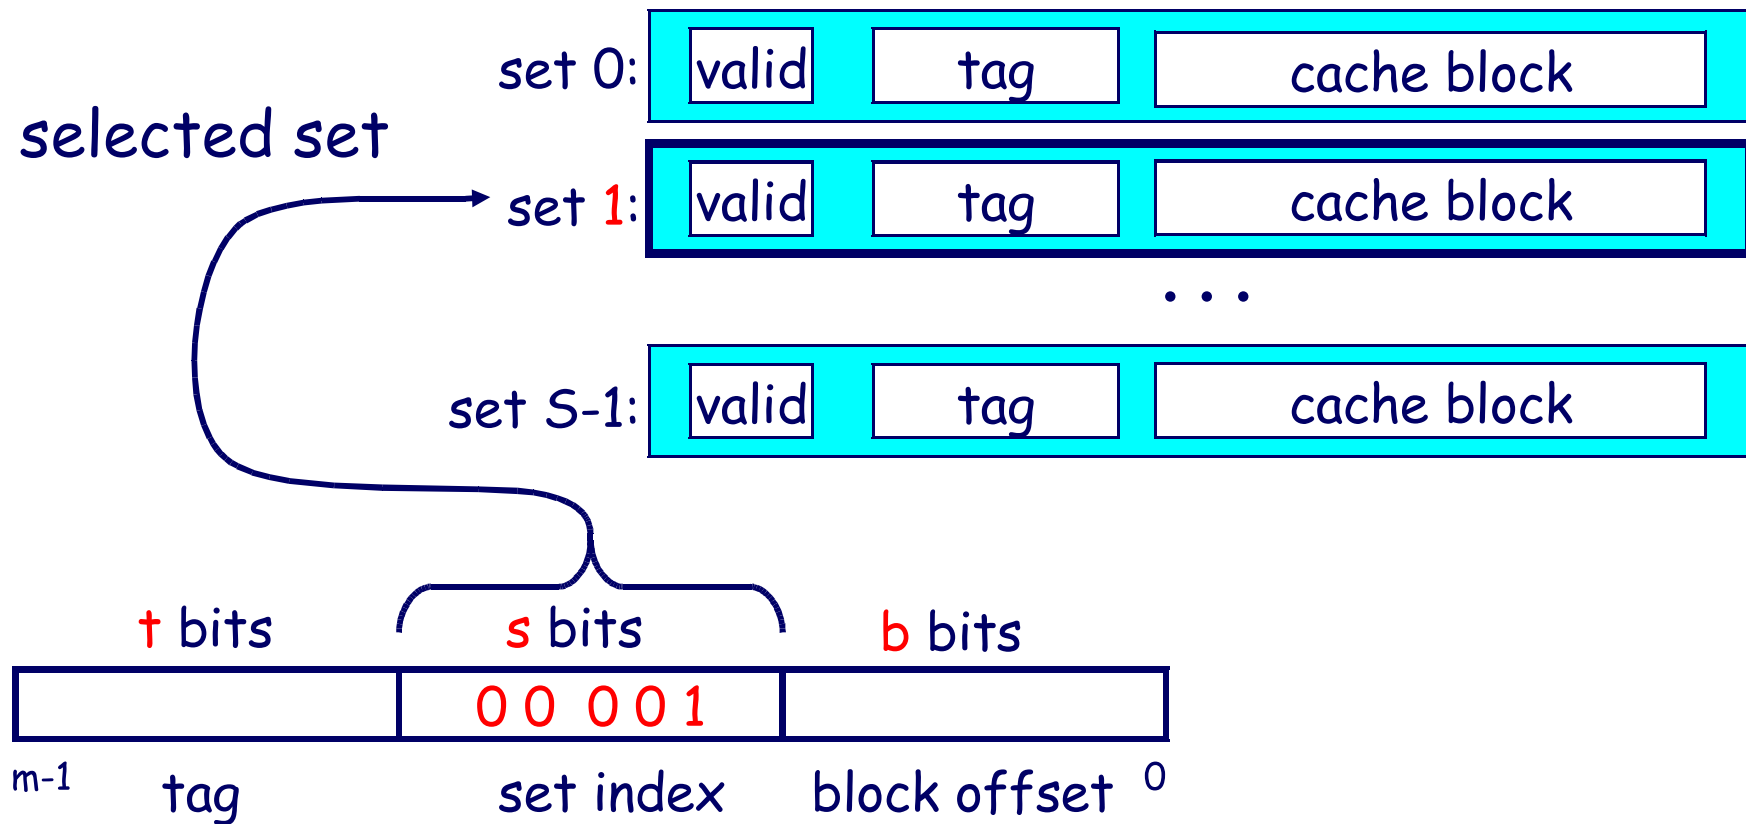 set 0: valid tag cache block
selected set
set 1: valid tag cache block
. . .
set S-1: valid tag cache block
t bits s bits b bits
0 0 0 0 1
m-1 tag set index block offset 0